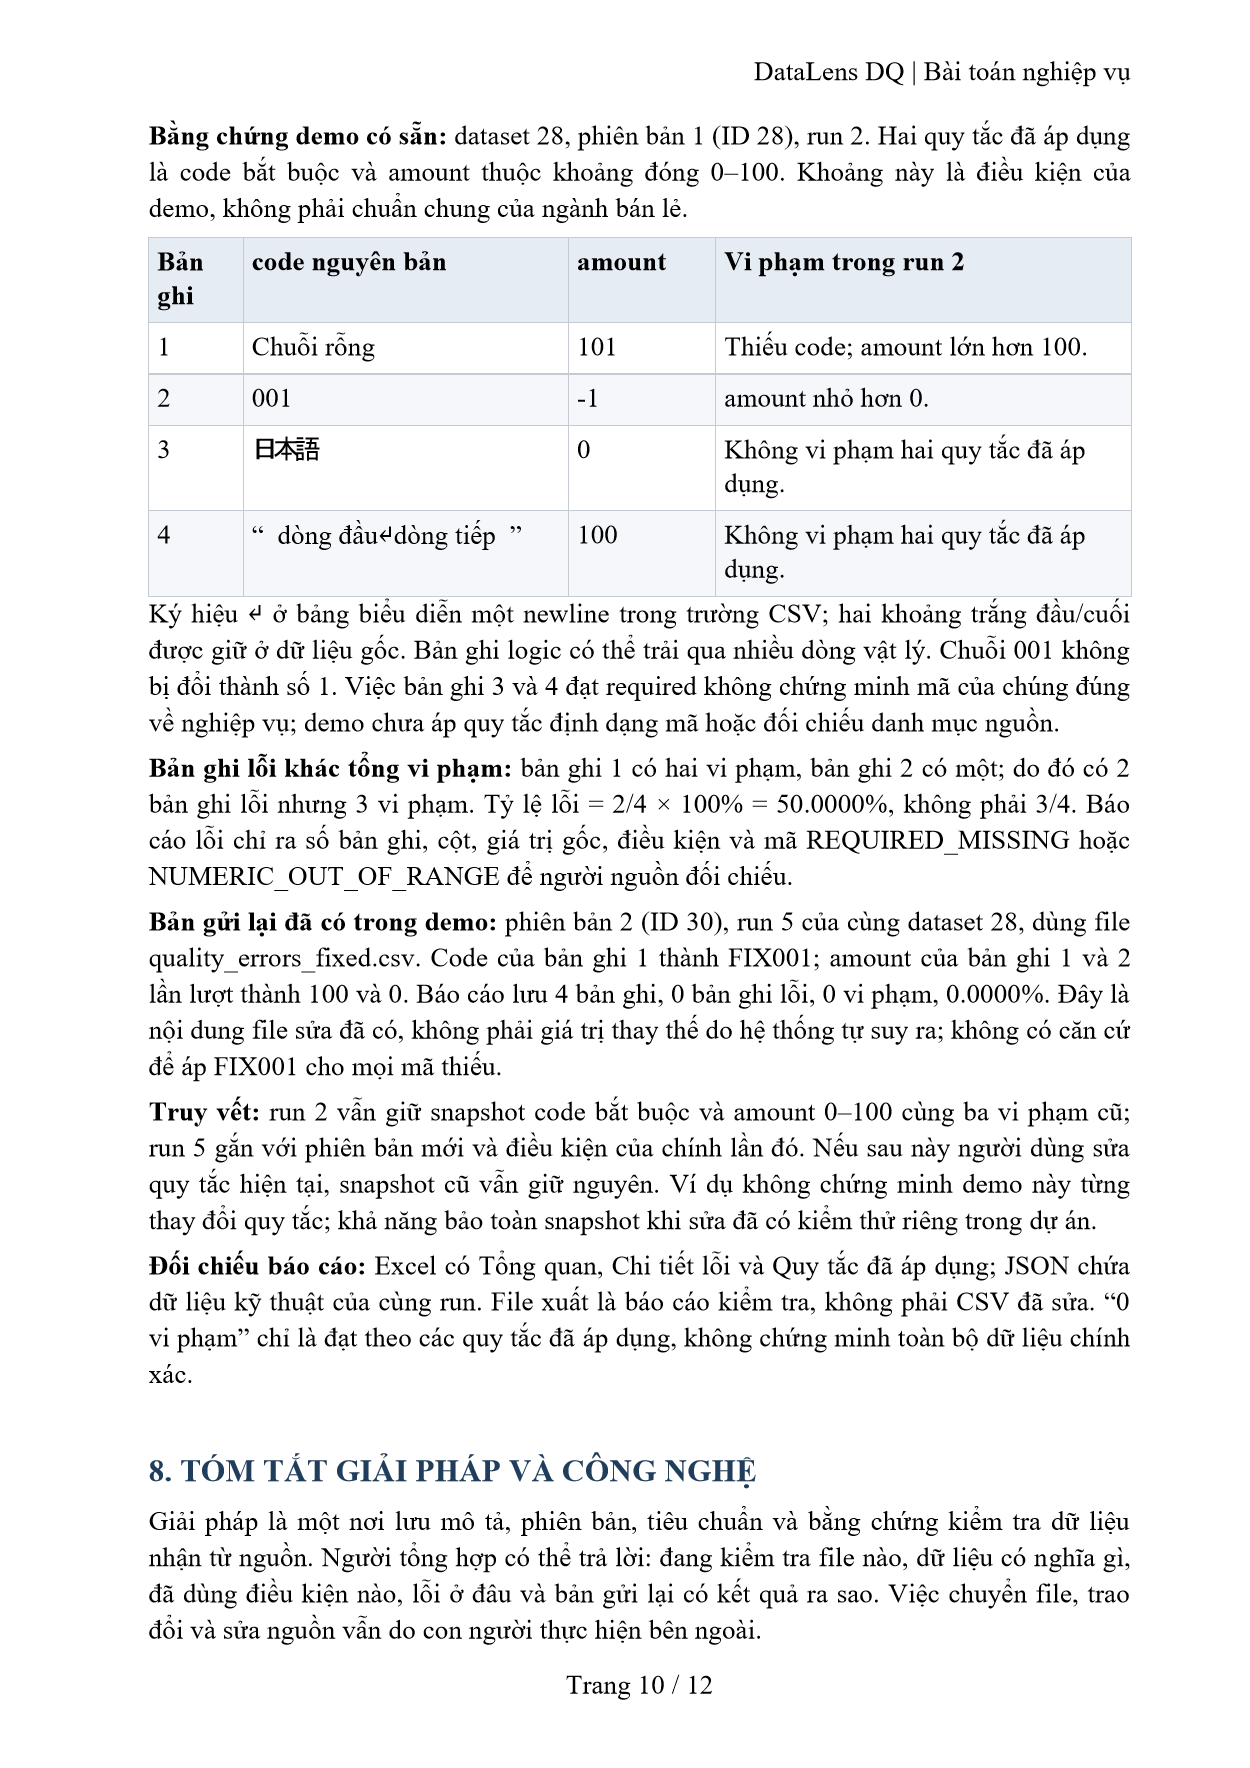 DataLens DQ | Bài toán nghiệp vụ
Bằng chứng demo có sẵn: dataset 28, phiên bản 1 (ID 28), run 2. Hai quy tắc đã áp dụng
là code bắt buộc và amount thuộc khoảng đóng 0–100. Khoảng này là điều kiện của
demo, không phải chuẩn chung của ngành bán lẻ.
Bản ghi | code nguyên bản | amount | Vi phạm trong run 2
1 | Chuỗi rỗng | 101 | Thiếu code; amount lớn hơn 100.
2 | 001 | -1 | amount nhỏ hơn 0.
3 | 日本語 | 0 | Không vi phạm hai quy tắc đã áp dụng.
4 | “  dòng đầu↵dòng tiếp  ” | 100 | Không vi phạm hai quy tắc đã áp dụng.
Ký hiệu ↵ ở bảng biểu diễn một newline trong trường CSV; hai khoảng trắng đầu/cuối
được giữ ở dữ liệu gốc. Bản ghi logic có thể trải qua nhiều dòng vật lý. Chuỗi 001 không
bị đổi thành số 1. Việc bản ghi 3 và 4 đạt required không chứng minh mã của chúng đúng
về nghiệp vụ; demo chưa áp quy tắc định dạng mã hoặc đối chiếu danh mục nguồn.
Bản ghi lỗi khác tổng vi phạm: bản ghi 1 có hai vi phạm, bản ghi 2 có một; do đó có 2
bản ghi lỗi nhưng 3 vi phạm. Tỷ lệ lỗi = 2/4 × 100% = 50.0000%, không phải 3/4. Báo
cáo lỗi chỉ ra số bản ghi, cột, giá trị gốc, điều kiện và mã REQUIRED_MISSING hoặc
NUMERIC_OUT_OF_RANGE để người nguồn đối chiếu.
Bản gửi lại đã có trong demo: phiên bản 2 (ID 30), run 5 của cùng dataset 28, dùng file
quality_errors_fixed.csv. Code của bản ghi 1 thành FIX001; amount của bản ghi 1 và 2
lần lượt thành 100 và 0. Báo cáo lưu 4 bản ghi, 0 bản ghi lỗi, 0 vi phạm, 0.0000%. Đây là
nội dung file sửa đã có, không phải giá trị thay thế do hệ thống tự suy ra; không có căn cứ
để áp FIX001 cho mọi mã thiếu.
Truy vết: run 2 vẫn giữ snapshot code bắt buộc và amount 0–100 cùng ba vi phạm cũ;
run 5 gắn với phiên bản mới và điều kiện của chính lần đó. Nếu sau này người dùng sửa
quy tắc hiện tại, snapshot cũ vẫn giữ nguyên. Ví dụ không chứng minh demo này từng
thay đổi quy tắc; khả năng bảo toàn snapshot khi sửa đã có kiểm thử riêng trong dự án.
Đối chiếu báo cáo: Excel có Tổng quan, Chi tiết lỗi và Quy tắc đã áp dụng; JSON chứa
dữ liệu kỹ thuật của cùng run. File xuất là báo cáo kiểm tra, không phải CSV đã sửa. “0
vi phạm” chỉ là đạt theo các quy tắc đã áp dụng, không chứng minh toàn bộ dữ liệu chính
xác.
8. TÓM TẮT GIẢI PHÁP VÀ CÔNG NGHỆ
Giải pháp là một nơi lưu mô tả, phiên bản, tiêu chuẩn và bằng chứng kiểm tra dữ liệu
nhận từ nguồn. Người tổng hợp có thể trả lời: đang kiểm tra file nào, dữ liệu có nghĩa gì,
đã dùng điều kiện nào, lỗi ở đâu và bản gửi lại có kết quả ra sao. Việc chuyển file, trao
đổi và sửa nguồn vẫn do con người thực hiện bên ngoài.
Trang 10 / 12